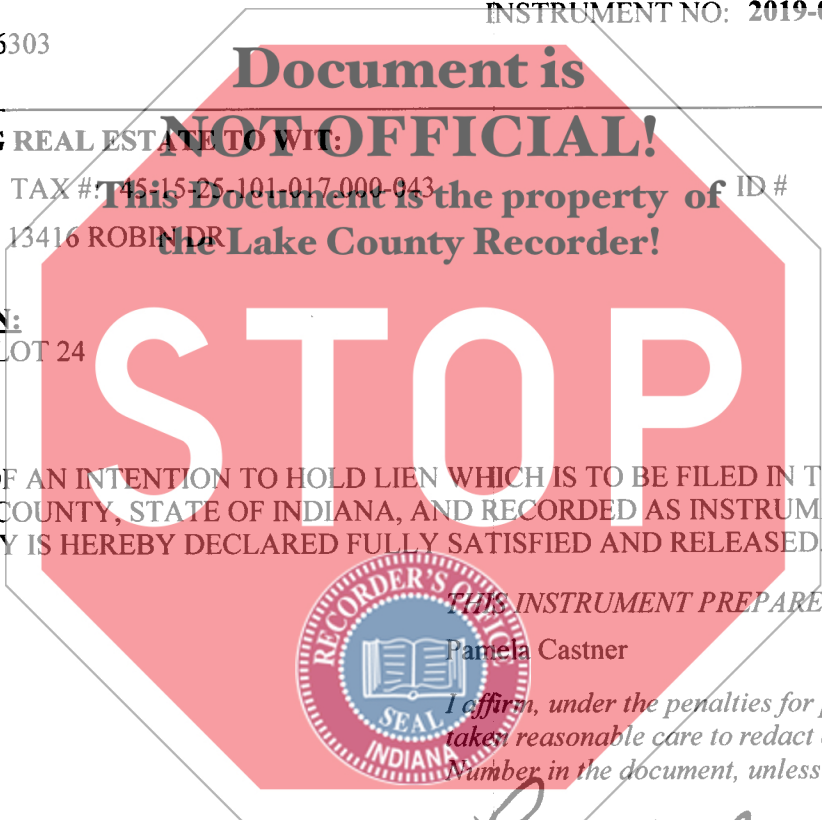 INSTRUMENT NO: 2019-0
6303
Document is
NOT OFFICIAL!
G REAL ESTATE TO WIT:
TAX #: 45-15-25-101-017.000-043
This Document is the property of
ID #
13416 ROBIN DR
the Lake County Recorder!
N:
LOT 24
STOP
OF AN INTENTION TO HOLD LIEN WHICH IS TO BE FILED IN T
COUNTY, STATE OF INDIANA, AND RECORDED AS INSTRUM
Y IS HEREBY DECLARED FULLY SATISFIED AND RELEASED.
RECORDER'S OFFICE
SEAL
INDIANA
THIS INSTRUMENT PREPARE
Pamela Castner
I affirm, under the penalties for p
taken reasonable care to redact
Number in the document, unless